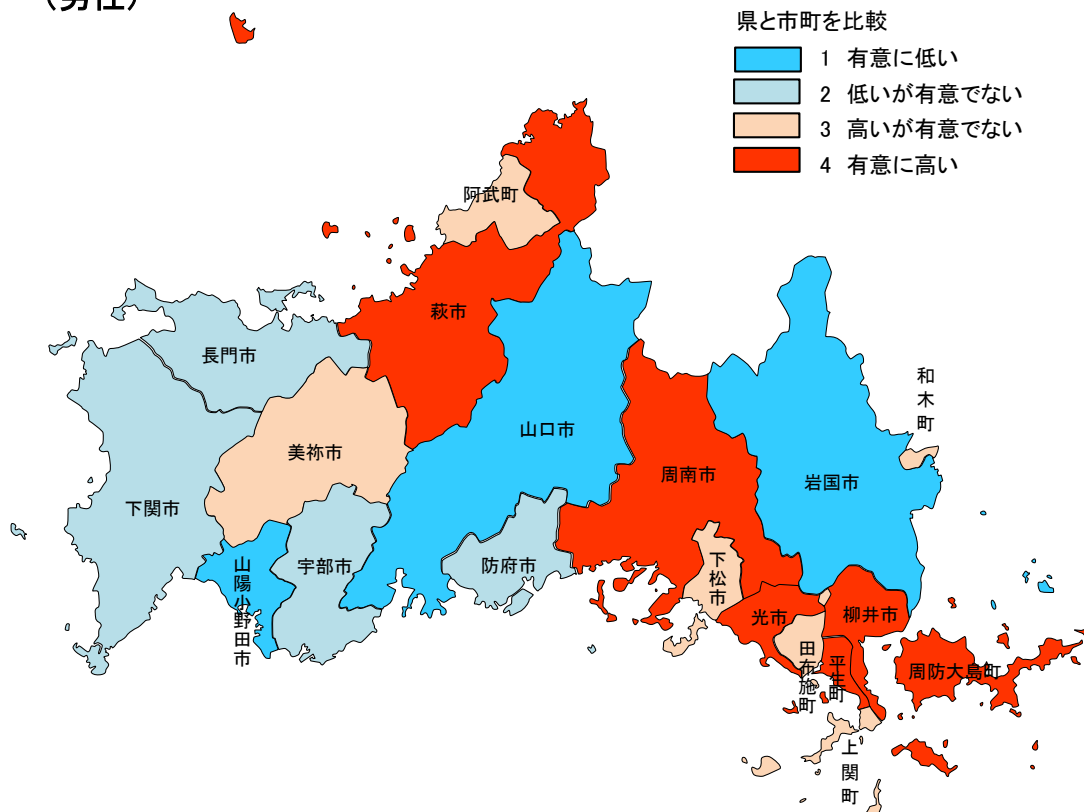 （男性）
県と市町を比較
1 有意に低い
2 低いが有意でない
3 高いが有意でない
4 有意に高い
阿武町
萩市
長門市
和木町
山口市
美祢市
周南市
岩国市
下関市
宇部市
防府市
山陽小野田市
下松市
光市
柳井市
田布施町
平生町
周防大島町
上関町